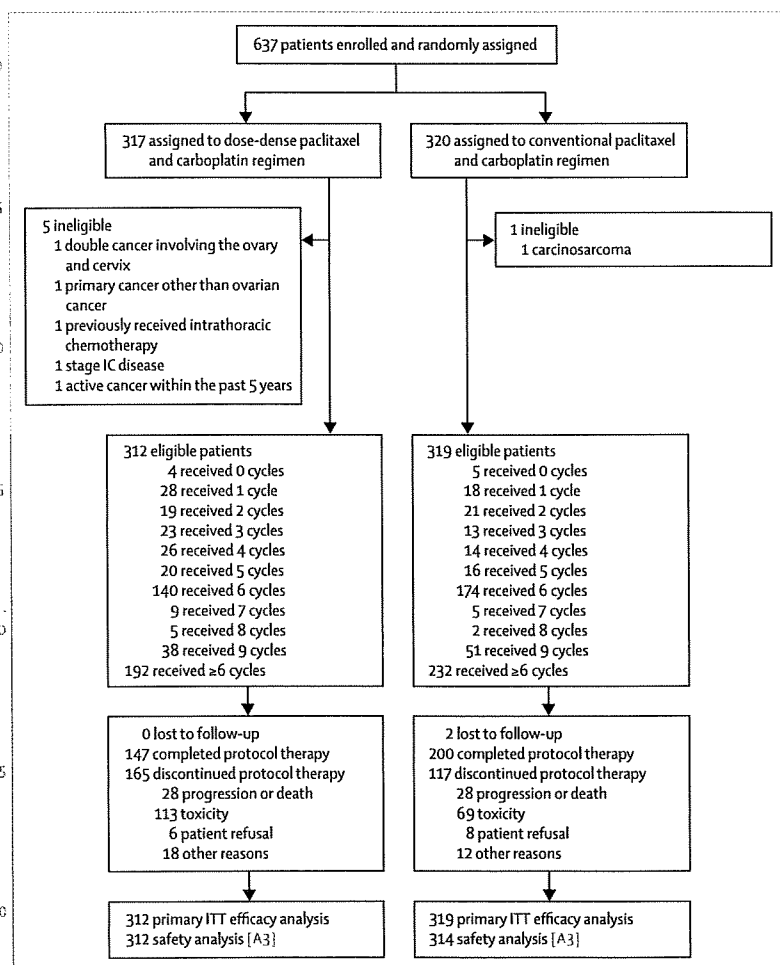 637 patients enrolled and randomly assigned
317 assigned to dose-dense paclitaxel
and carboplatin regimen
320 assigned to conventional paclitaxel
and carboplatin regimen
5 ineligible
1 double cancer involving the ovary
and cervix
1 primary cancer other than ovarian
cancer
1 previously received intrathoracic
chemotherapy
1 stage IC disease
1 active cancer within the past 5 years
1 ineligible
1 carcinosarcoma
312 eligible patients
4 received 0 cycles
28 received 1 cycle
19 received 2 cycles
23 received 3 cycles
26 received 4 cycles
20 received 5 cycles
140 received 6 cycles
9 received 7 cycles
5 received 8 cycles
38 received 9 cycles
192 received ≥6 cycles
319 eligible patients
5 received 0 cycles
18 received 1 cycle
21 received 2 cycles
13 received 3 cycles
14 received 4 cycles
16 received 5 cycles
174 received 6 cycles
5 received 7 cycles
2 received 8 cycles
51 received 9 cycles
232 received ≥6 cycles
0 lost to follow-up
147 completed protocol therapy
165 discontinued protocol therapy
28 progression or death
113 toxicity
6 patient refusal
18 other reasons
2 lost to follow-up
200 completed protocol therapy
117 discontinued protocol therapy
28 progression or death
69 toxicity
8 patient refusal
12 other reasons
312 primary ITT efficacy analysis
312 safety analysis [A3]
319 primary ITT efficacy analysis
314 safety analysis [A3]